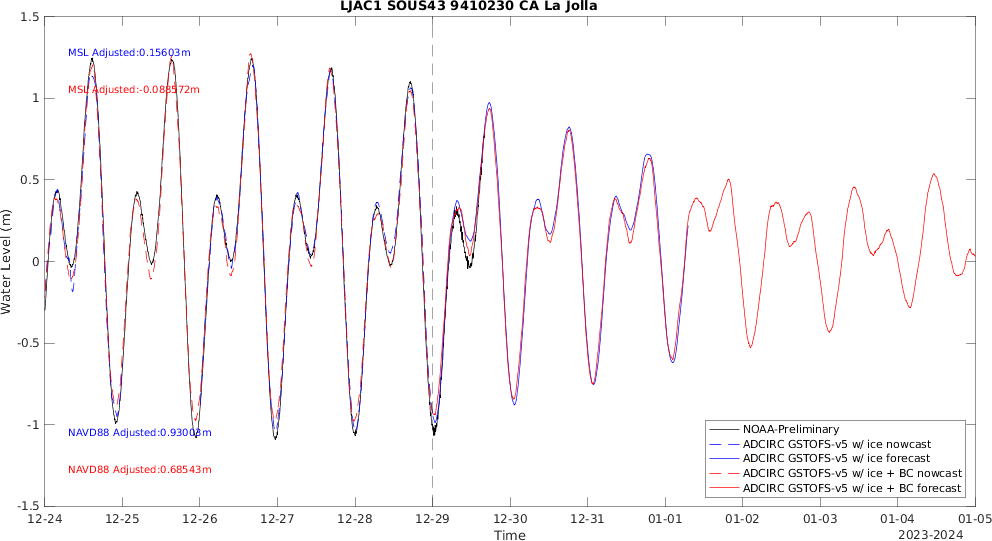 LJAC1 SOUS43 9410230 CA La Jolla
1.5
1
0.5
0
-0.5
-1
-1.5
Water Level (m)
MSL Adjusted:0.15603m
MSL Adjusted:-0.088572m
NAVD88 Adjusted:0.93003m
NAVD88 Adjusted:0.68543m
NOAA-Preliminary
ADCIRC GSTOFS-v5 w/ ice nowcast
ADCIRC GSTOFS-v5 w/ ice forecast
ADCIRC GSTOFS-v5 w/ ice + BC nowcast
ADCIRC GSTOFS-v5 w/ ice + BC forecast
12-24 12-25 12-26 12-27 12-28 12-29 12-30 12-31 01-01 01-02 01-03 01-04 01-05
Time
2023-2024